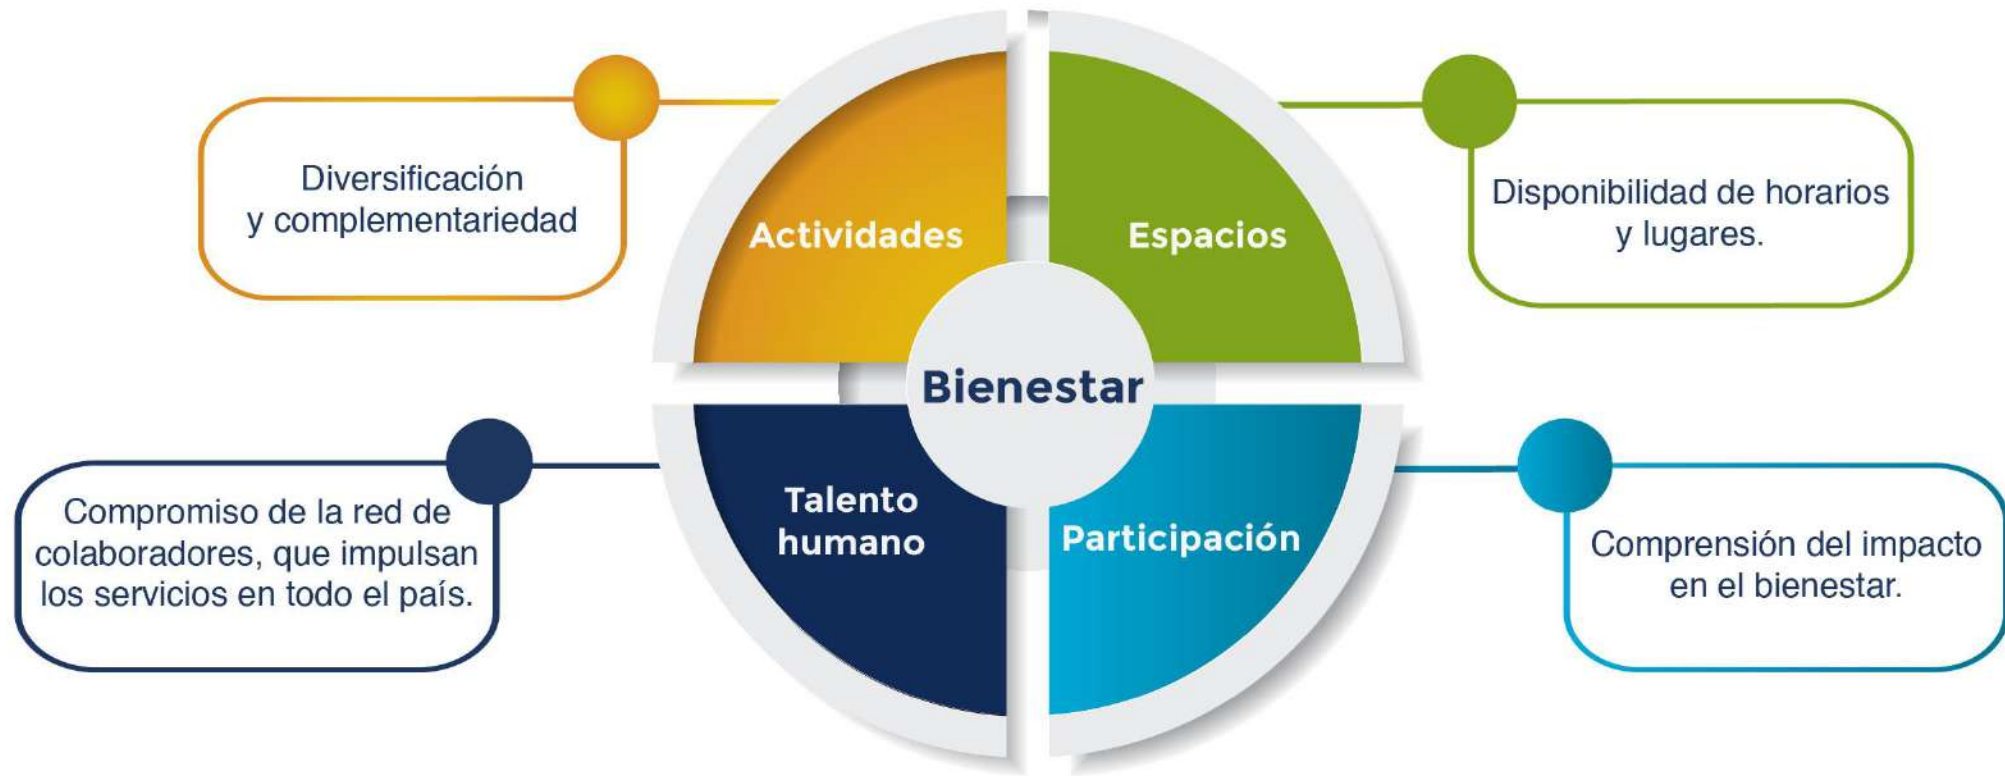 Diversificación
y complementariedad
Actividades
Espacios
Disponibilidad de horarios
y lugares.
Bienestar
Compromiso de la red de
colaboradores, que impulsan
los servicios en todo el país.
Talento
humano
Participación
Comprensión del impacto
en el bienestar.